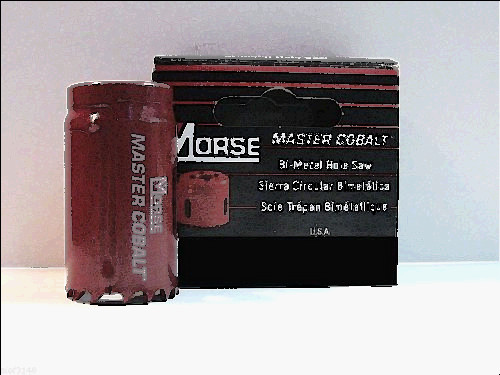 MORSE
MASTER COBALT
MORSE
MASTER COBALT
Bi-Metal Hole Saw
Sierra Circular Bimetálica
Scie Trépan Bimétallique
U.S.A.